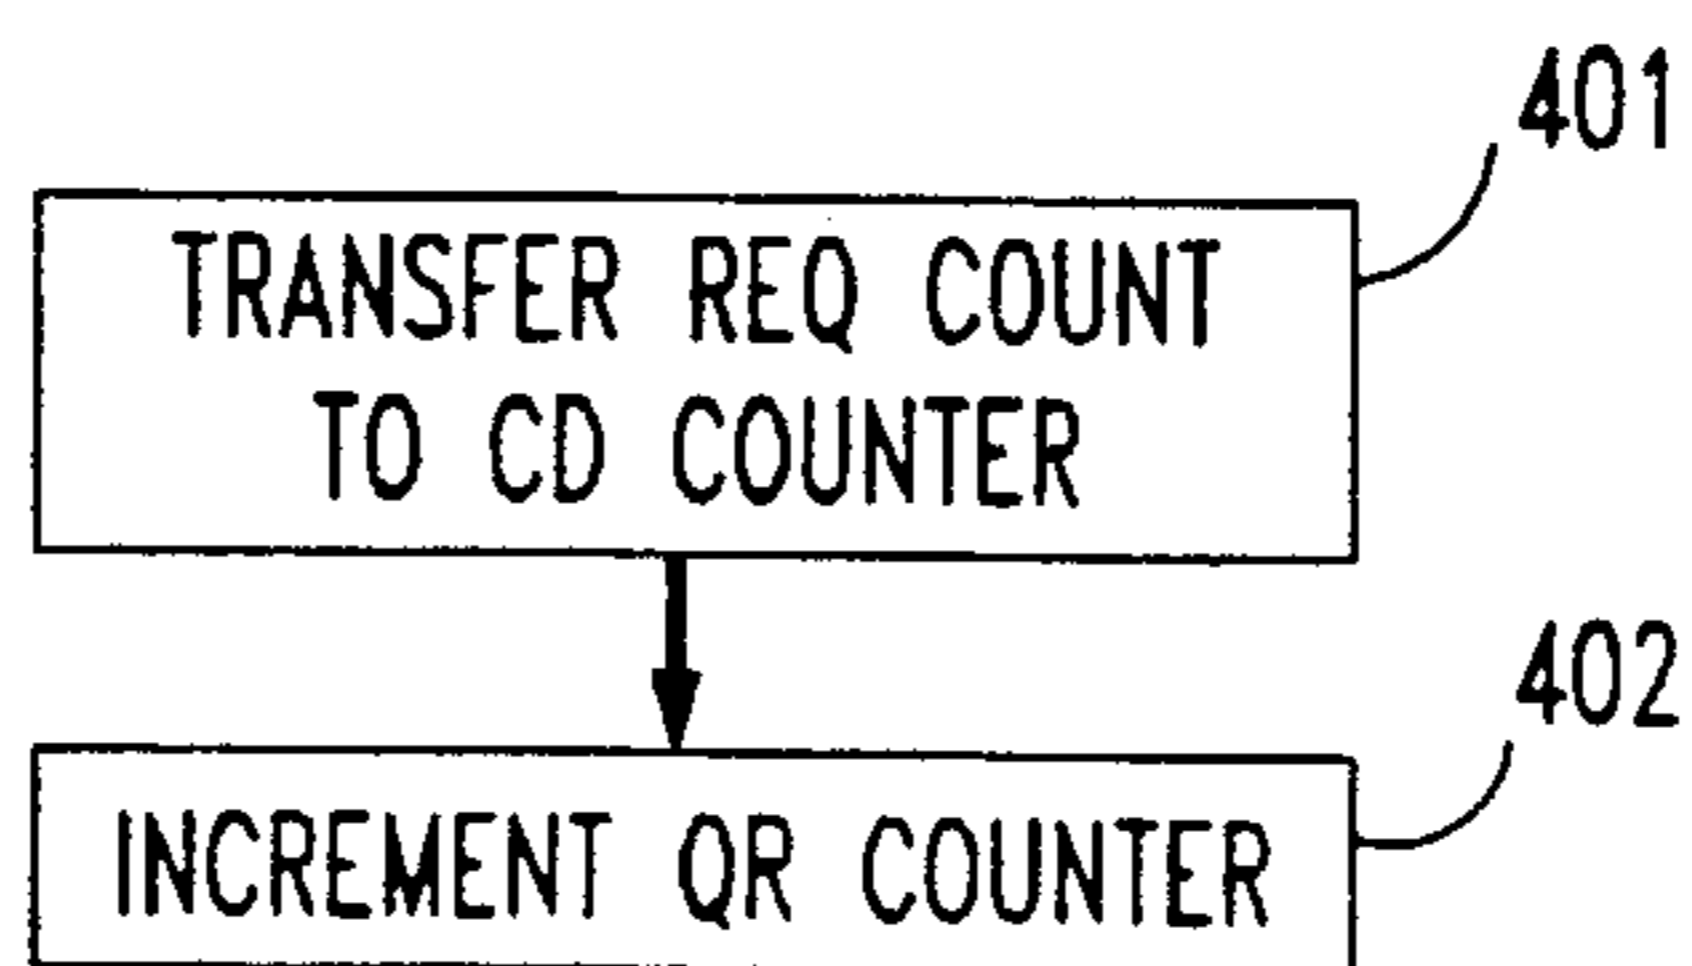 401
TRANSFER REQ COUNT
TO CD COUNTER
402
INCREMENT QR COUNTER